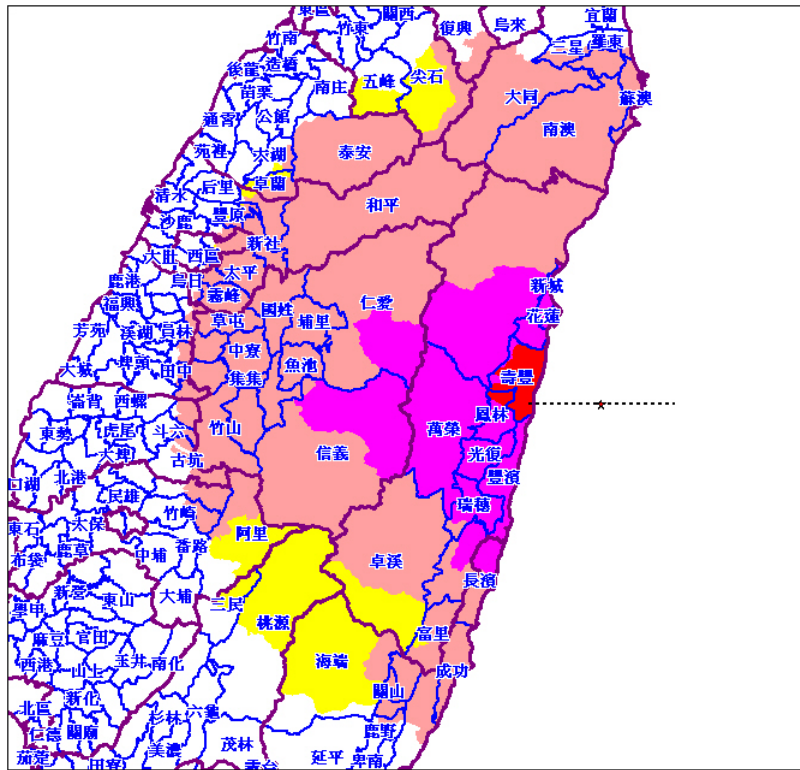 東區
關西
宜蘭
竹東
復興
烏來
竹南
三星
羅東
後龍
造橋
五峰
尖石
苗栗
南庄
大同
蘇澳
通霄
公館
南澳
苑裡
大湖
泰安
清水
后里
卓蘭
和平
沙鹿
豐原
新社
大肚
西區
太平
鹿港
烏日
新城
福興
霧峰
國姓
仁愛
花蓮
芳苑
溪湖
員林
草屯
埔里
中寮
大城
埤頭
田中
集集
魚池
壽豐
崙背
西螺
鳳林
東勢
虎尾
斗六
竹山
萬榮
大埤
古坑
信義
光復
口湖
北港
豐濱
民雄
瑞穗
東石
太保
竹崎
阿里
布袋
鹿草
中埔
番路
卓溪
長濱
學甲
新營
東山
大埔
三民
桃源
麻豆
官田
富里
西港
山上
玉井
南化
海端
成功
北區
新化
六龜
關山
仁德
關廟
杉林
鹿野
茄萣
田寮
美濃
茂林
延平
卑南
霧台